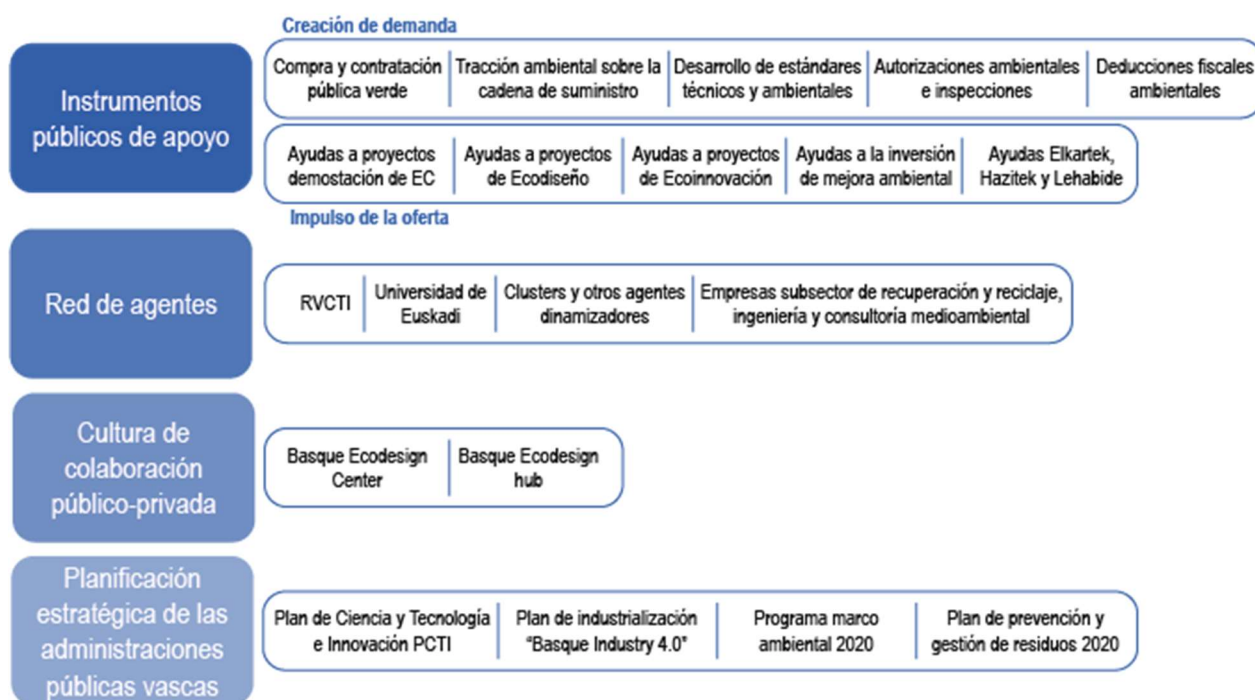 Creación de demanda
Instrumentos
públicos de apoyo
Compra y contratación
pública verde
Tracción ambiental sobre la
cadena de suministro
Desarrollo de estándares
técnicos y ambientales
Autorizaciones ambientales
e inspecciones
Deducciones fiscales
ambientales
Ayudas a proyectos
demostación de EC
Ayudas a proyectos
de Ecodiseño
Ayudas a proyectos
de Ecoinnovación
Ayudas a la inversión
de mejora ambiental
Ayudas Elkartek,
Hazitek y Lehabide
Impulso de la oferta
Red de agentes
RVCTI
Universidad de
Euskadi
Clusters y otros agentes
dinamizadores
Empresas subsector de recuperación y reciclaje,
ingeniería y consultoría medioambiental
Cultura de
colaboración
público-privada
Basque Ecodesign
Center
Basque Ecodesign
hub
Planificación
estratégica de las
administraciones
públicas vascas
Plan de Ciencia y Tecnología
e Innovación PCTI
Plan de industrialización
“Basque Industry 4.0”
Programa marco
ambiental 2020
Plan de prevención y
gestión de residuos 2020